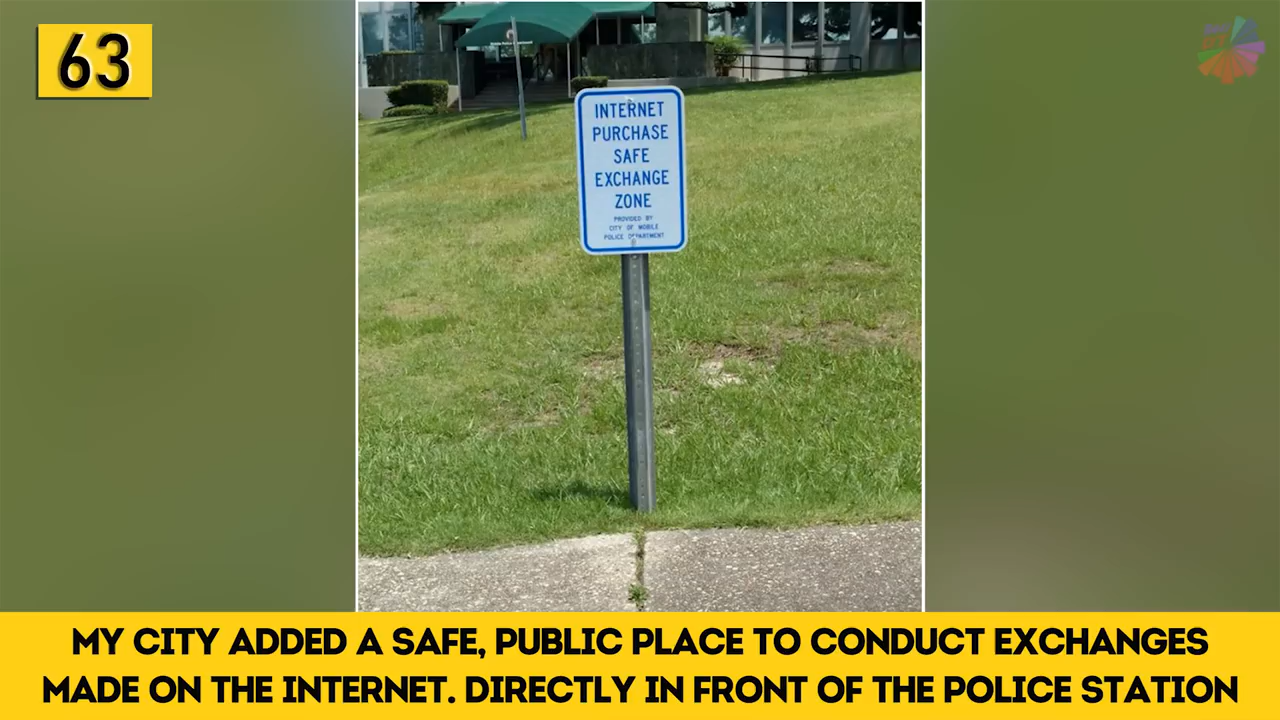 63
INTERNET
PURCHASE
SAFE
EXCHANGE
ZONE
PROVIDED BY
CITY OF MOBILE
POLICE DEPARTMENT
MY CITY ADDED A SAFE, PUBLIC PLACE TO CONDUCT EXCHANGES
MADE ON THE INTERNET. DIRECTLY IN FRONT OF THE POLICE STATION